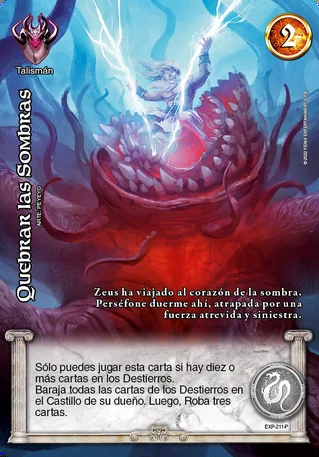 2
Talismán
QUEBRAR LAS SOMBRAS
ARTE: PEYEYO
Zeus ha viajado al corazón de la sombra.
Perséfone duerme ahí, atrapada por una
fuerza atrevida y siniestra.
Sólo puedes jugar esta carta si hay diez o
más cartas en los Destierros.
Baraja todas las cartas de los Destierros en
el Castillo de su dueño. Luego, Roba tres
cartas.
EXP-211-P